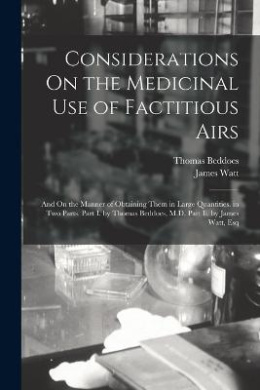 Considerations
On the Medicinal
Use of Factitious
Airs
Thomas Beddoes
James Watt
And On the Manner of Obtaining Them in Large Quantities. in
Two Parts. Part I. by Thomas Beddoes, M.D. Part Ii. by James
Watt, Esq